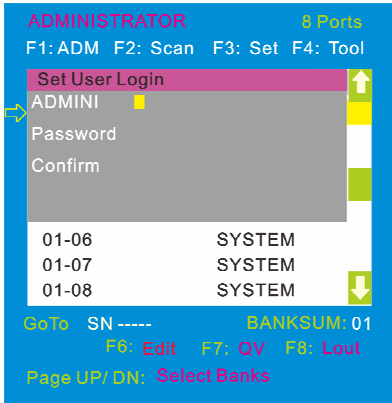 ADMINISTRATOR 8 Ports
F1: ADM F2: Scan F3: Set F4: Tool
Set User Login
ADMINI
Password
Confirm
01-06 SYSTEM
01-07 SYSTEM
01-08 SYSTEM
GoTo SN ----- BANKSUM: 01
F6: Edit F7: QV F8: Lout
Page UP/ DN: Select Banks